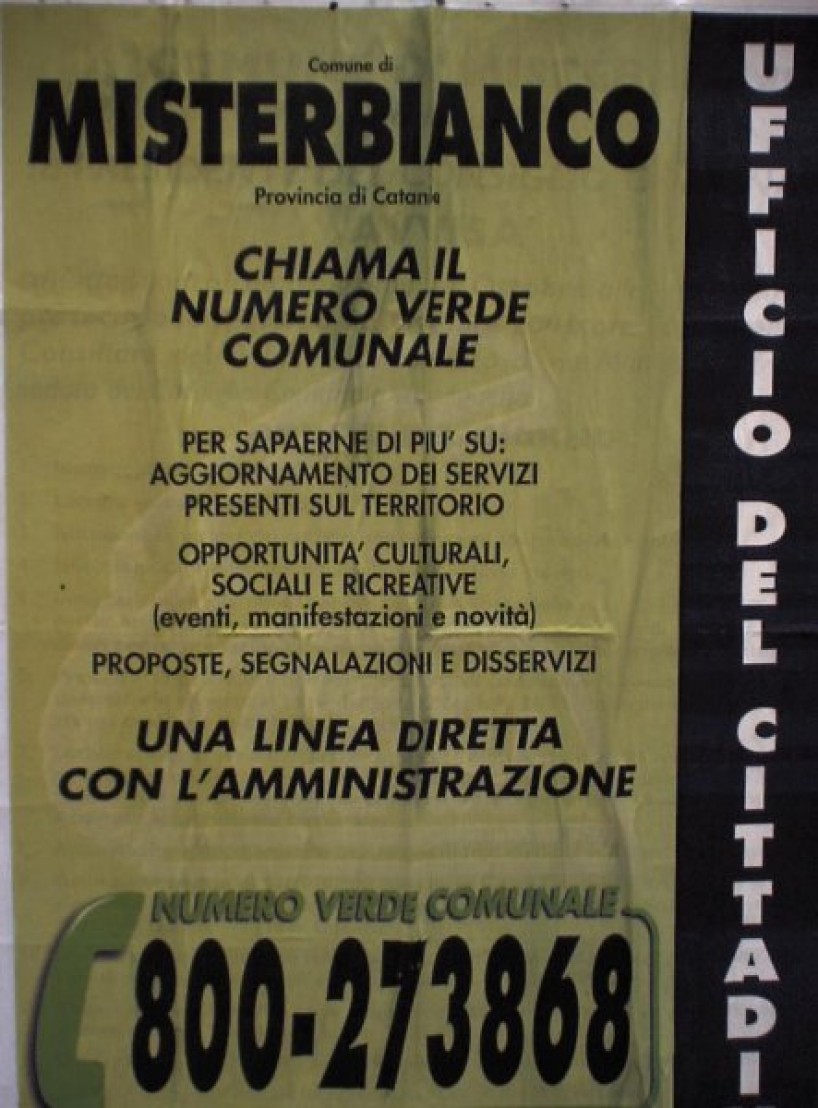 Comune di
MISTERBIANCO
Provincia di Catania
CHIAMA IL
NUMERO VERDE
COMUNALE
PER SAPAERNE DI PIU' SU:
AGGIORNAMENTO DEI SERVIZI
PRESENTI SUL TERRITORIO
OPPORTUNITA' CULTURALI,
SOCIALI E RICREATIVE
(eventi, manifestazioni e novità)
PROPOSTE, SEGNALAZIONI E DISSERVIZI
UNA LINEA DIRETTA
CON L'AMMINISTRAZIONE
NUMERO VERDE COMUNALE
800-273868
UFFICIO DEL CITTADI